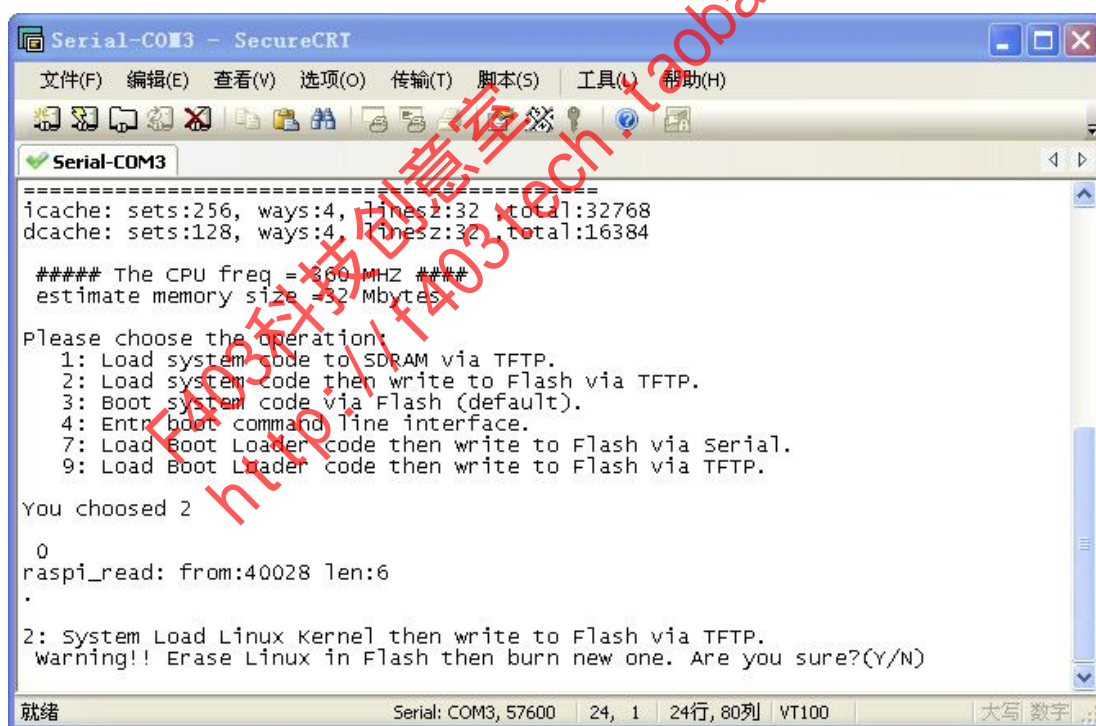 Serial-COM3 - SecureCRT
文件(F) 编辑(E) 查看(V) 选项(O) 传输(T) 脚本(S) 工具(L) 帮助(H)
Serial-COM3
==============================================
icache: sets:256, ways:4, linesz:32 ,total:32768
dcache: sets:128, ways:4, linesz:32 ,total:16384
##### The CPU freq = 360 MHZ ####
estimate memory size =32 Mbytes
Please choose the operation:
1: Load system code to SDRAM via TFTP.
2: Load system code then write to Flash via TFTP.
3: Boot system code via Flash (default).
4: Entr boot command line interface.
7: Load Boot Loader code then write to Flash via Serial.
9: Load Boot Loader code then write to Flash via TFTP.
You choosed 2
0
raspi_read: from:40028 len:6
.
2: System Load Linux Kernel then write to Flash via TFTP.
Warning!! Erase Linux in Flash then burn new one. Are you sure?(Y/N)
就绪 Serial: COM3, 57600 24, 1 24行, 80列 VT100 大写 数字
F403科技创意室
http://f403tech.taoba